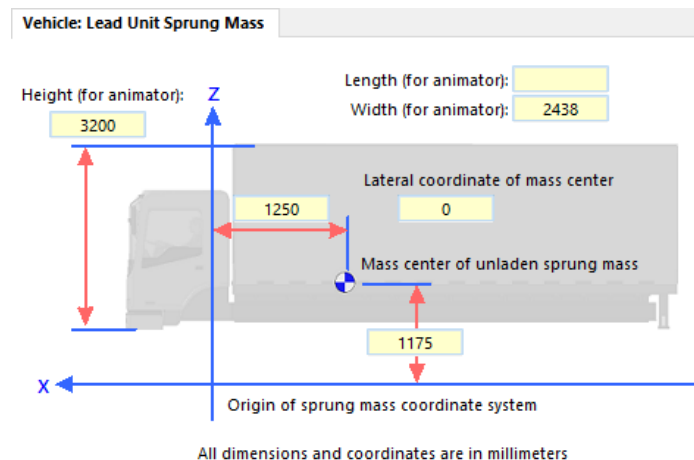 Vehicle: Lead Unit Sprung Mass
Length (for animator):
Height (for animator):
Z
Width (for animator): 2438
3200
Lateral coordinate of mass center
1250 0
Mass center of unladen sprung mass
1175
X
Origin of sprung mass coordinate system
All dimensions and coordinates are in millimeters